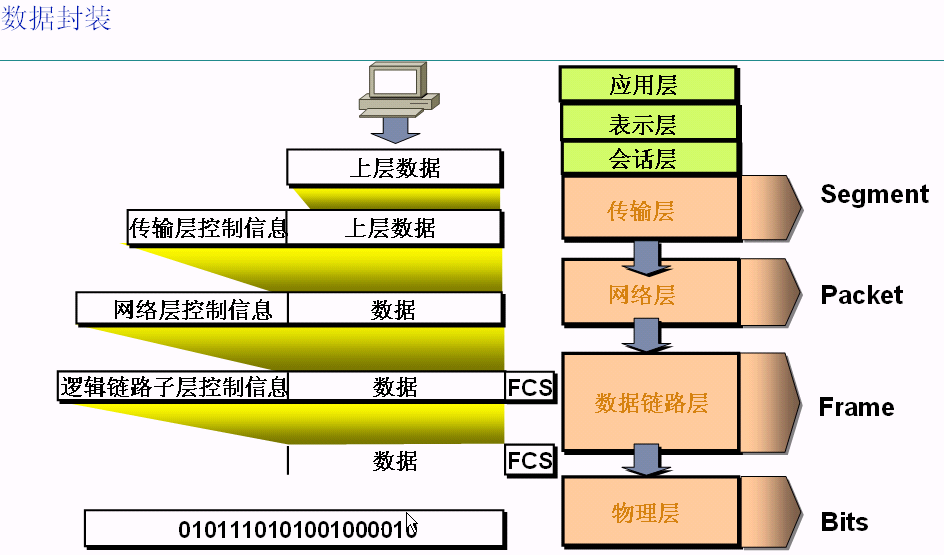 数据封装
应用层
表示层
会话层
上层数据
传输层 Segment
传输层控制信息 上层数据
网络层 Packet
网络层控制信息 数据
逻辑链路子层控制信息 数据 FCS
数据链路层 Frame
数据 FCS
物理层 Bits
0101110101001000010